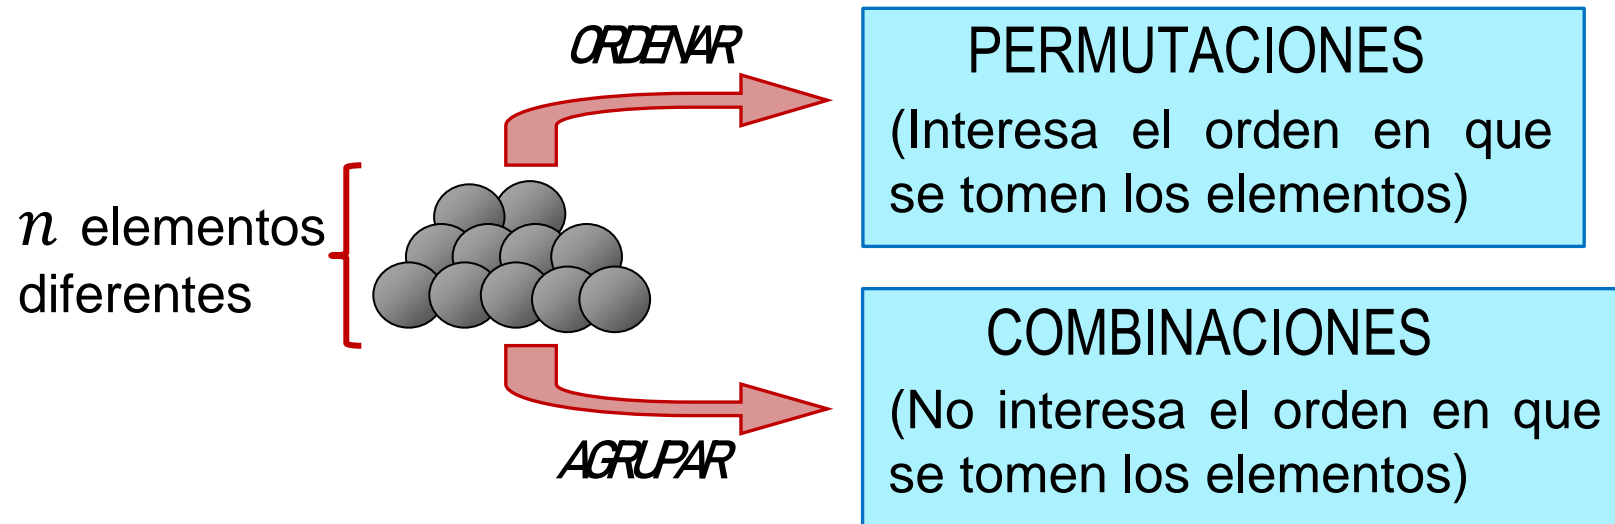 n elementos
diferentes
ORDENAR
PERMUTACIONES
(Interesa el orden en que
se tomen los elementos)
AGRUPAR
COMBINACIONES
(No interesa el orden en que
se tomen los elementos)